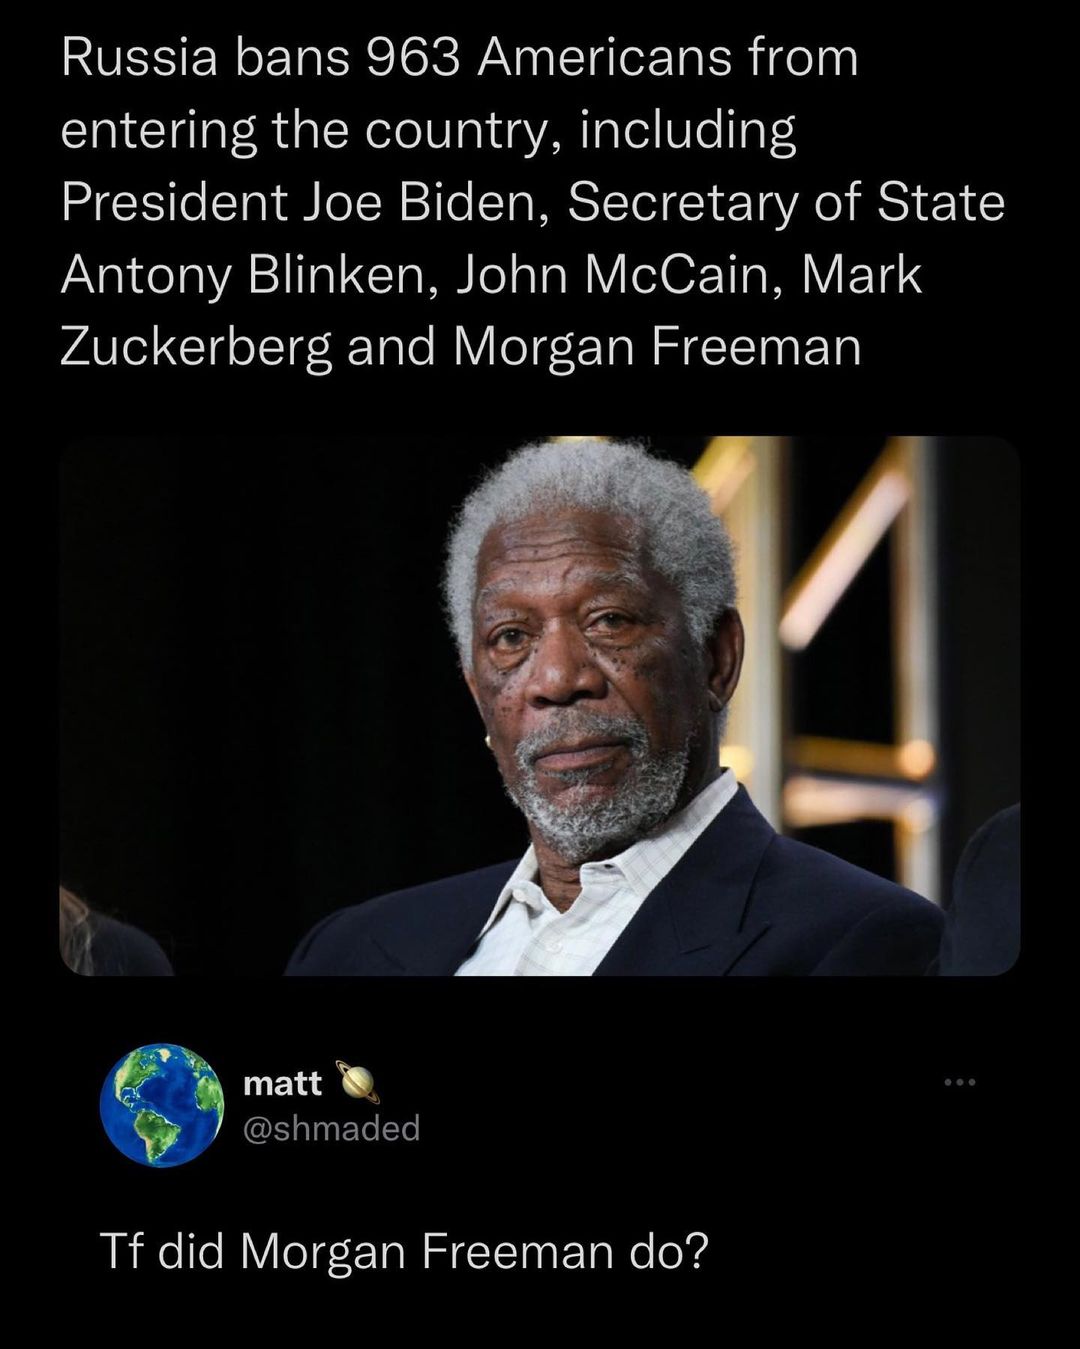 Russia bans 963 Americans from
entering the country, including
President Joe Biden, Secretary of State
Antony Blinken, John McCain, Mark
Zuckerberg and Morgan Freeman
matt 🪐
@shmaded
Tf did Morgan Freeman do?